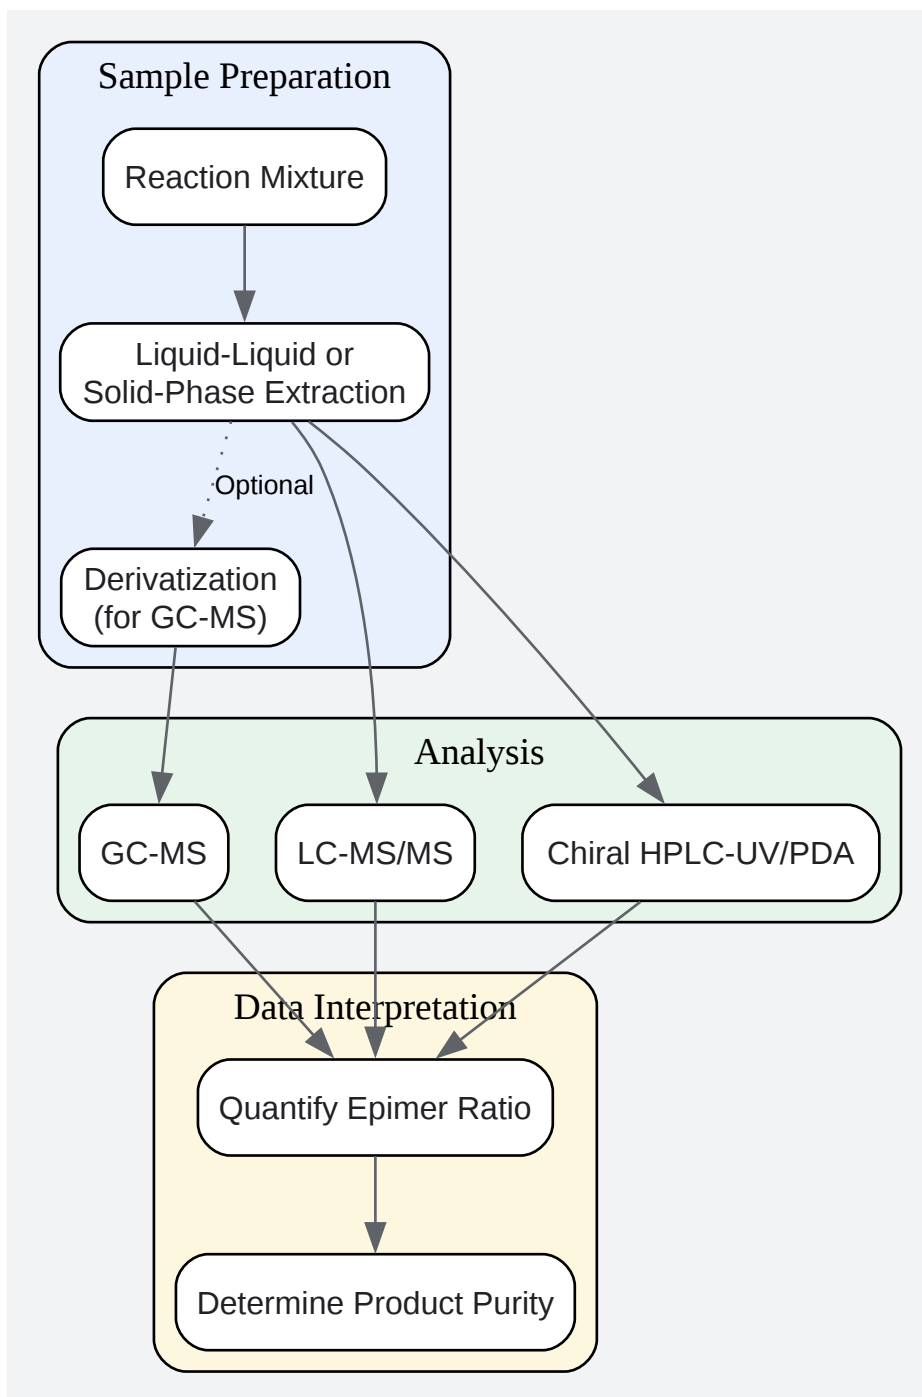 Sample Preparation
Reaction Mixture
Liquid-Liquid or
Solid-Phase Extraction
Optional
Derivatization
(for GC-MS)
Analysis
GC-MS
LC-MS/MS
Chiral HPLC-UV/PDA
Data Interpretation
Quantify Epimer Ratio
Determine Product Purity